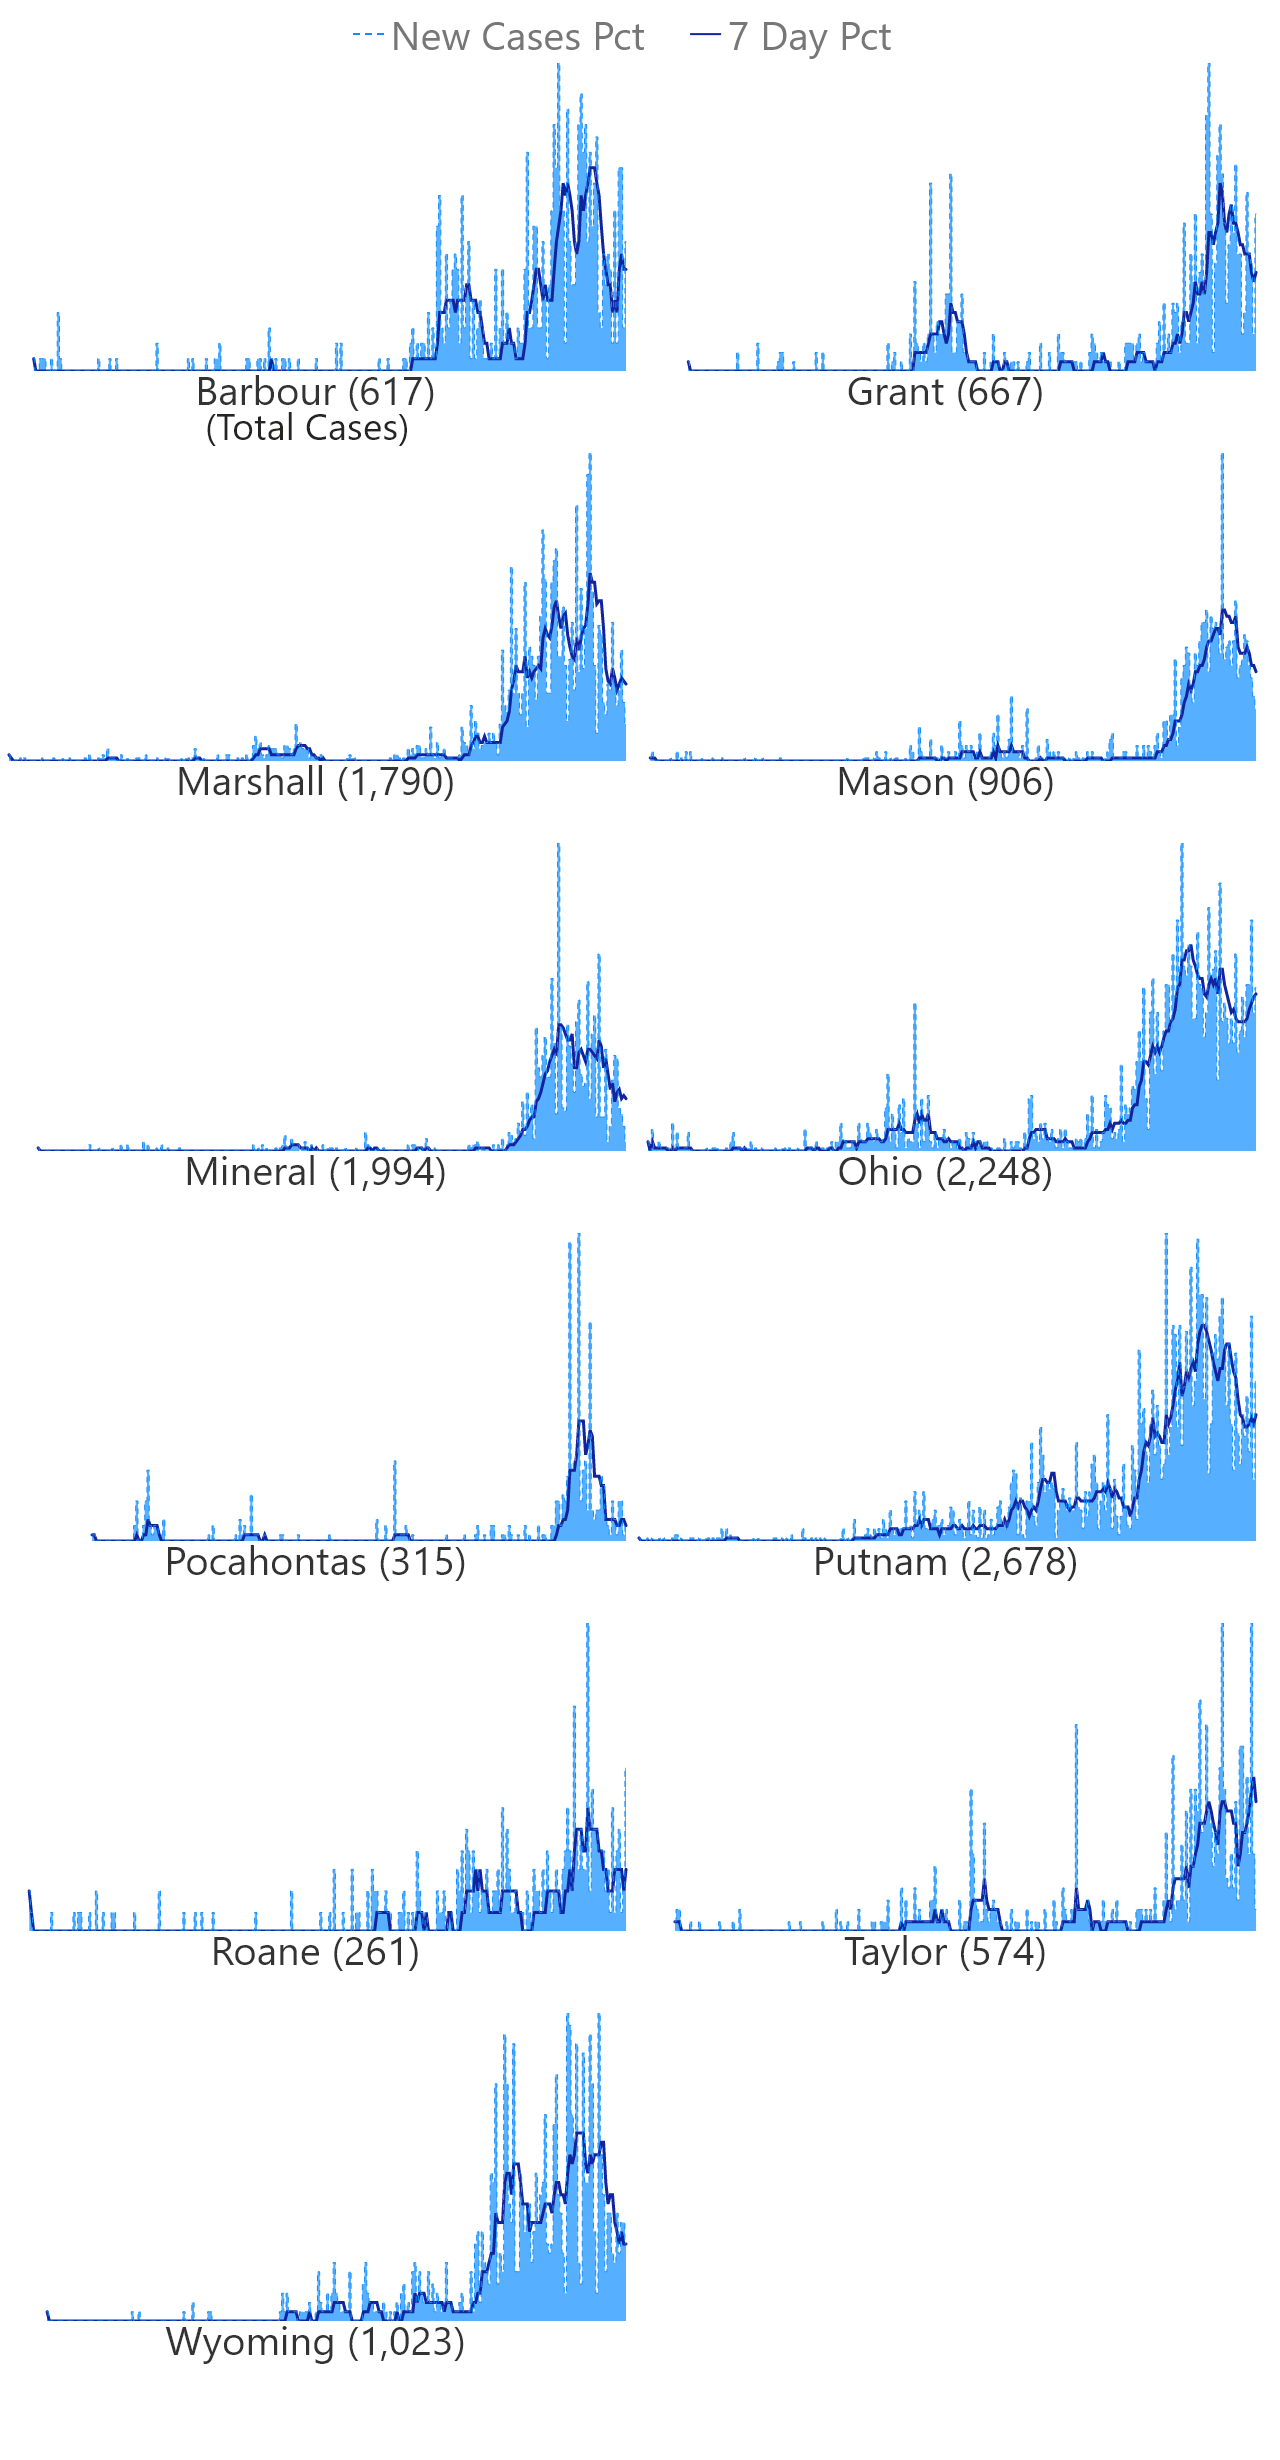 New Cases Pct 7 Day Pct
Barbour (617) Grant (667)
(Total Cases)
Marshall (1,790) Mason (906)
Mineral (1,994) Ohio (2,248)
Pocahontas (315) Putnam (2,678)
Roane (261) Taylor (574)
Wyoming (1,023)